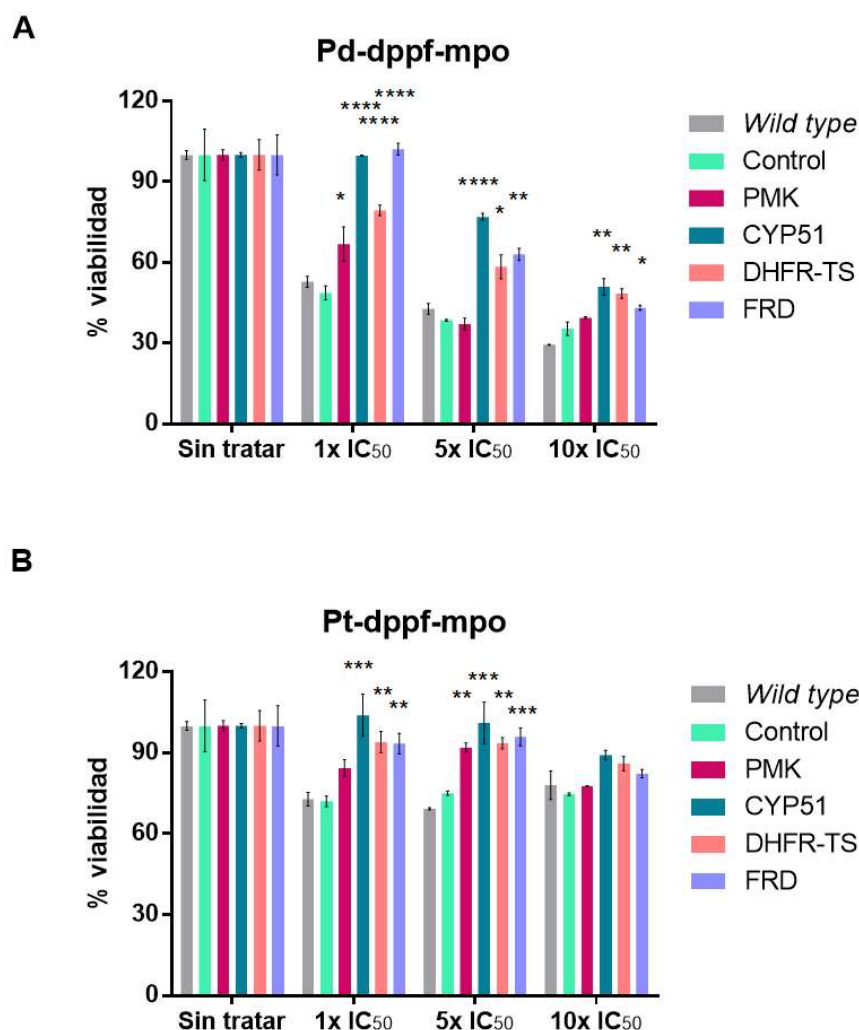 A
Pd-dppf-mpo
120
90
60
30
0
% viabilidad
* **** **** ****
**** * **
** ** *
Sin tratar 1x IC50 5x IC50 10x IC50
Wild type
Control
PMK
CYP51
DHFR-TS
FRD
B
Pt-dppf-mpo
120
90
60
30
0
% viabilidad
*** ** **
** *** ** ***
Sin tratar 1x IC50 5x IC50 10x IC50
Wild type
Control
PMK
CYP51
DHFR-TS
FRD